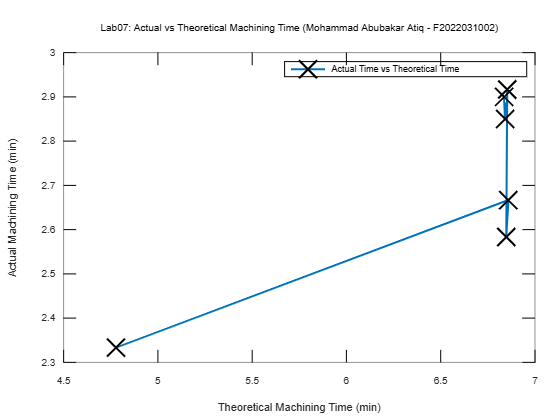 Lab07: Actual vs Theoretical Machining Time (Mohammad Abubakar Atiq - F2022031002)
Actual Time vs Theoretical Time
3
2.9
2.8
2.7
2.6
2.5
2.4
2.3
Actual Machining Time (min)
4.5 5 5.5 6 6.5 7
Theoretical Machining Time (min)